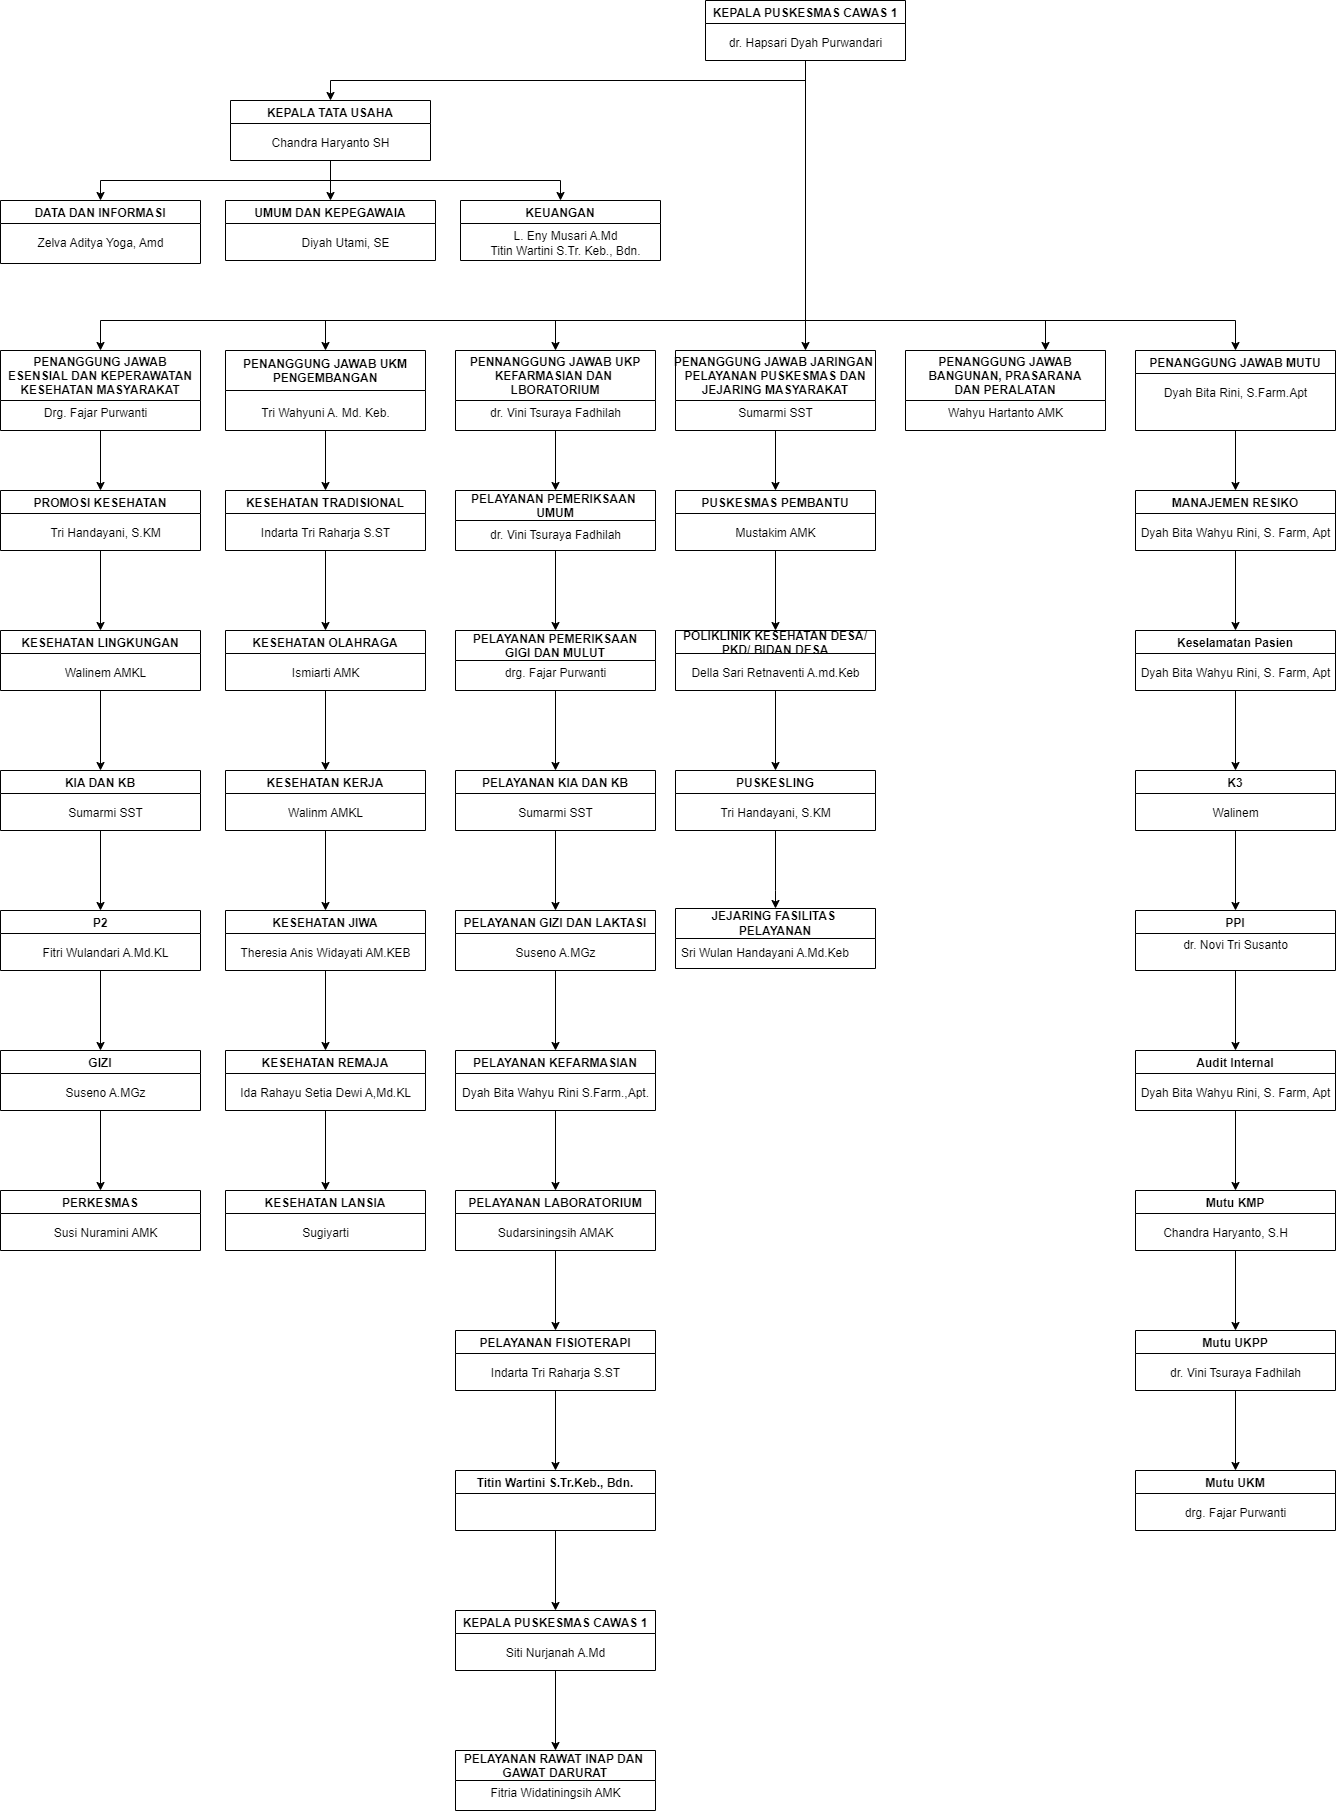 KEPALA PUSKESMAS CAWAS 1
dr. Hapsari Dyah Purwandari
KEPALA TATA USAHA
Chandra Haryanto SH
DATA DAN INFORMASI
Zelva Aditya Yoga, Amd
UMUM DAN KEPEGAWAIA
Diyah Utami, SE
KEUANGAN
L. Eny Musari A.Md
Titin Wartini S.Tr. Keb., Bdn.
PENANGGUNG JAWAB
ESENSIAL DAN KEPERAWATAN
KESEHATAN MASYARAKAT
Drg. Fajar Purwanti
PROMOSI KESEHATAN
Tri Handayani, S.KM
KESEHATAN LINGKUNGAN
Walinem AMKL
KIA DAN KB
Sumarmi SST
P2
Fitri Wulandari A.Md.KL
GIZI
Suseno A.MGz
PERKESMAS
Susi Nuramini AMK
PENANGGUNG JAWAB UKM
PENGEMBANGAN
Tri Wahyuni A. Md. Keb.
KESEHATAN TRADISIONAL
Indarta Tri Raharja S.ST
KESEHATAN OLAHRAGA
Ismiarti AMK
KESEHATAN KERJA
Walinm AMKL
KESEHATAN JIWA
Theresia Anis Widayati AM.KEB
KESEHATAN REMAJA
Ida Rahayu Setia Dewi A,Md.KL
KESEHATAN LANSIA
Sugiyarti
PENNANGGUNG JAWAB UKP
KEFARMASIAN DAN
LBORATORIUM
dr. Vini Tsuraya Fadhilah
PELAYANAN PEMERIKSAAN
UMUM
dr. Vini Tsuraya Fadhilah
PELAYANAN PEMERIKSAAN
GIGI DAN MULUT
drg. Fajar Purwanti
PELAYANAN KIA DAN KB
Sumarmi SST
PELAYANAN GIZI DAN LAKTASI
Suseno A.MGz
PELAYANAN KEFARMASIAN
Dyah Bita Wahyu Rini S.Farm.,Apt.
PELAYANAN LABORATORIUM
Sudarsiningsih AMAK
PELAYANAN FISIOTERAPI
Indarta Tri Raharja S.ST
Titin Wartini S.Tr.Keb., Bdn.
KEPALA PUSKESMAS CAWAS 1
Siti Nurjanah A.Md
PELAYANAN RAWAT INAP DAN
GAWAT DARURAT
Fitria Widatiningsih AMK
PENANGGUNG JAWAB JARINGAN
PELAYANAN PUSKESMAS DAN
JEJARING MASYARAKAT
Sumarmi SST
PUSKESMAS PEMBANTU
Mustakim AMK
POLIKLINIK KESEHATAN DESA/
PKD/ BIDAN DESA
Della Sari Retnaventi A.md.Keb
PUSKESLING
Tri Handayani, S.KM
JEJARING FASILITAS
PELAYANAN
Sri Wulan Handayani A.Md.Keb
PENANGGUNG JAWAB
BANGUNAN, PRASARANA
DAN PERALATAN
Wahyu Hartanto AMK
PENANGGUNG JAWAB MUTU
Dyah Bita Rini, S.Farm.Apt
MANAJEMEN RESIKO
Dyah Bita Wahyu Rini, S. Farm, Apt
Keselamatan Pasien
Dyah Bita Wahyu Rini, S. Farm, Apt
K3
Walinem
PPI
dr. Novi Tri Susanto
Audit Internal
Dyah Bita Wahyu Rini, S. Farm, Apt
Mutu KMP
Chandra Haryanto, S.H
Mutu UKPP
dr. Vini Tsuraya Fadhilah
Mutu UKM
drg. Fajar Purwanti